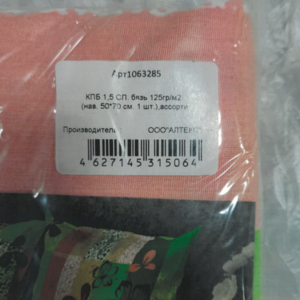 Арт1063285
КПБ 1,5 СП. бязь 125гр/м2
(нав. 50*70 см. 1 шт.),ассорти
Производитель ООО"АЛТЕКС"
4 627145 315064